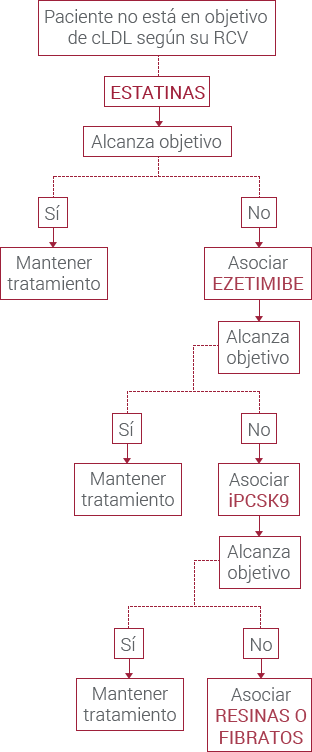 Paciente no está en objetivo
de cLDL según su RCV
ESTATINAS
Alcanza objetivo
Sí
No
Mantener
tratamiento
Asociar
EZETIMIBE
Alcanza
objetivo
Sí
No
Mantener
tratamiento
Asociar
iPCSK9
Alcanza
objetivo
Sí
No
Mantener
tratamiento
Asociar
RESINAS O
FIBRATOS